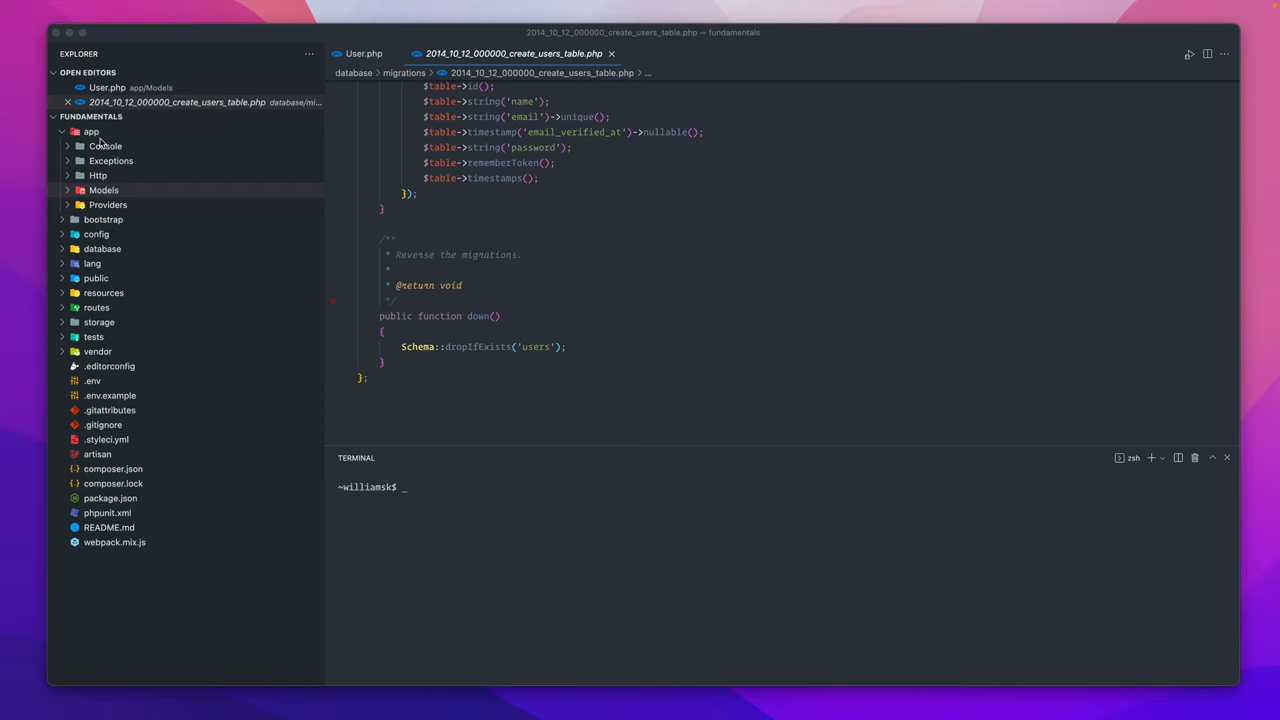 2014_10_12_000000_create_users_table.php — fundamentals
EXPLORER
OPEN EDITORS
User.php app/Models
2014_10_12_000000_create_users_table.php database/mi...
FUNDAMENTALS
app
Console
Exceptions
Http
Models
Providers
bootstrap
config
database
lang
public
resources
routes
storage
tests
vendor
.editorconfig
.env
.env.example
.gitattributes
.gitignore
.styleci.yml
artisan
composer.json
composer.lock
package.json
phpunit.xml
README.md
webpack.mix.js
User.php
2014_10_12_000000_create_users_table.php
database > migrations > 2014_10_12_000000_create_users_table.php > ...
$table->id();
$table->string('name');
$table->string('email')->unique();
$table->timestamp('email_verified_at')->nullable();
$table->string('password');
$table->rememberToken();
$table->timestamps();
});
}
/**
* Reverse the migrations.
*
* @return void
*/
public function down()
{
Schema::dropIfExists('users');
}
};
TERMINAL
zsh
~williamsk$ _